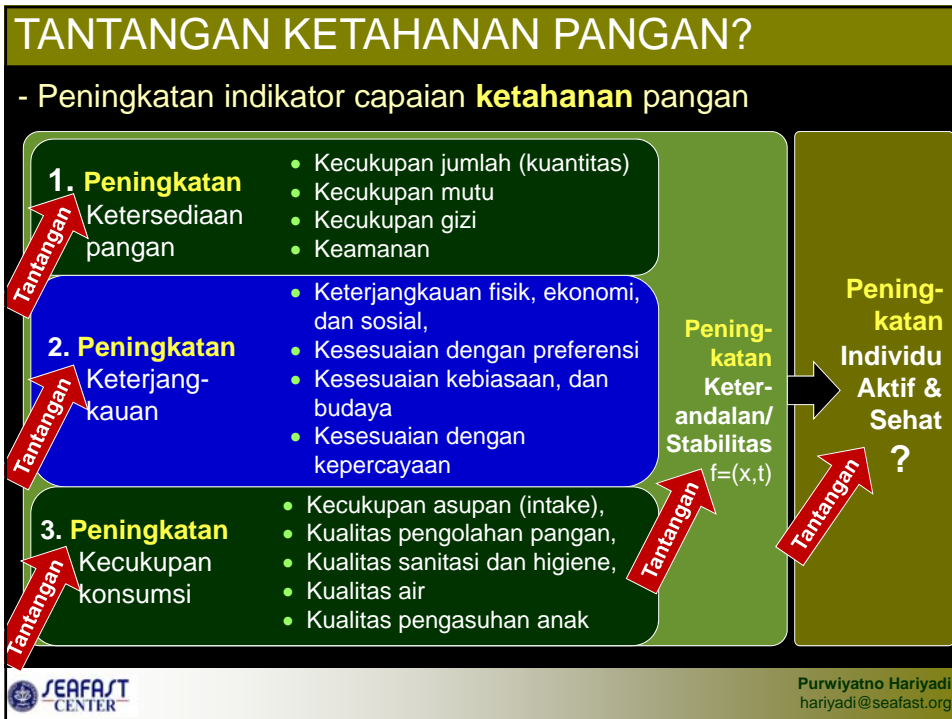 TANTANGAN KETAHANAN PANGAN?
- Peningkatan indikator capaian ketahanan pangan
1. Peningkatan
Ketersediaan
pangan
Tantangan
• Kecukupan jumlah (kuantitas)
• Kecukupan mutu
• Kecukupan gizi
• Keamanan
2. Peningkatan
Keterjang-
kauan
Tantangan
• Keterjangkauan fisik, ekonomi,
dan sosial,
• Kesesuaian dengan preferensi
• Kesesuaian kebiasaan, dan
budaya
• Kesesuaian dengan
kepercayaan
3. Peningkatan
Kecukupan
konsumsi
Tantangan
• Kecukupan asupan (intake),
• Kualitas pengolahan pangan,
• Kualitas sanitasi dan higiene,
• Kualitas air
• Kualitas pengasuhan anak
Pening-
katan
Keter-
andalan/
Stabilitas
f=(x,t)
Tantangan
Pening-
katan
Individu
Aktif &
Sehat
?
Tantangan
SEAFAST
CENTER
Purwiyatno Hariyadi
hariyadi@seafast.org